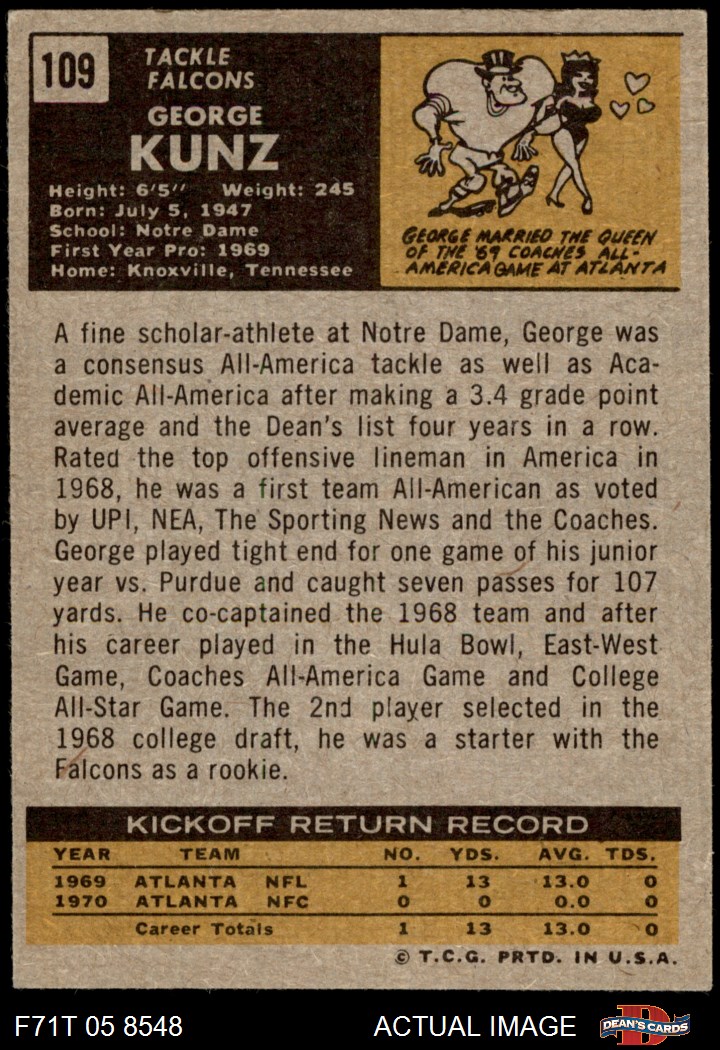 109
TACKLE
FALCONS
GEORGE
KUNZ
Height: 6'5'' Weight: 245
Born: July 5, 1947
School: Notre Dame
First Year Pro: 1969
Home: Knoxville, Tennessee
GEORGE MARRIED THE QUEEN
OF THE '69 COACHES ALL-
AMERICA GAME AT ATLANTA
A fine scholar-athlete at Notre Dame, George was
a consensus All-America tackle as well as Aca-
demic All-America after making a 3.4 grade point
average and the Dean's list four years in a row.
Rated the top offensive lineman in America in
1968, he was a first team All-American as voted
by UPI, NEA, The Sporting News and the Coaches.
George played tight end for one game of his junior
year vs. Purdue and caught seven passes for 107
yards. He co-captained the 1968 team and after
his career played in the Hula Bowl, East-West
Game, Coaches All-America Game and College
All-Star Game. The 2nd player selected in the
1968 college draft, he was a starter with the
Falcons as a rookie.
KICKOFF RETURN RECORD
YEAR TEAM NO. YDS. AVG. TDS.
1969 ATLANTA NFL 1 13 13.0 0
1970 ATLANTA NFC 0 0 0.0 0
Career Totals 1 13 13.0 0
© T.C.G. PRTD. IN U.S.A.
F71T 05 8548 ACTUAL IMAGE D DEAN'S CARDS